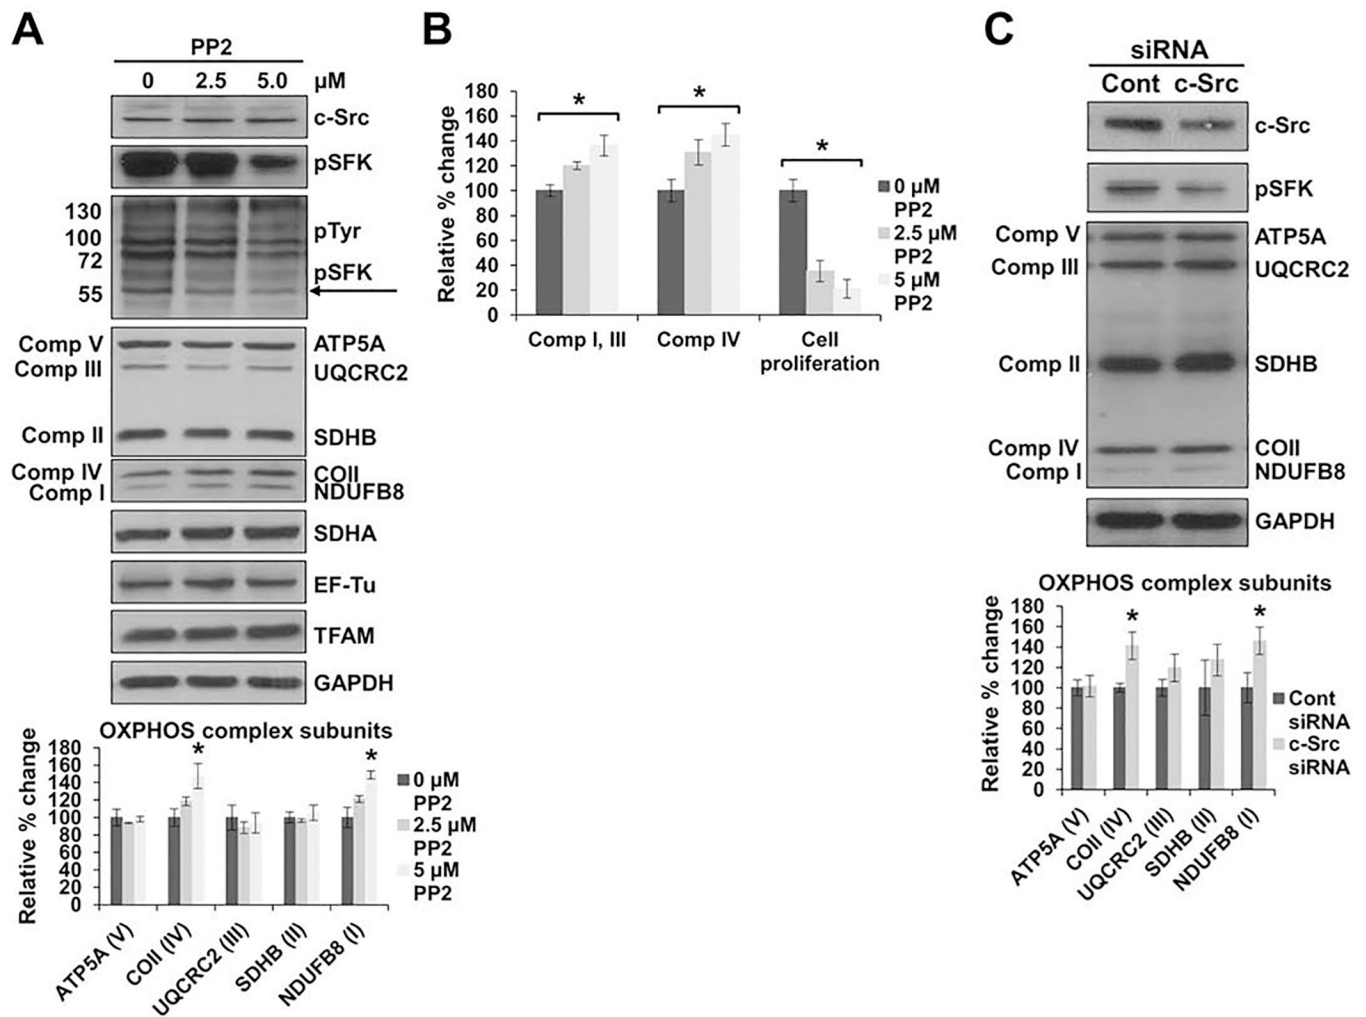 A
PP2
0 2.5 5.0 µM
c-Src
pSFK
130
100
72
55
pTyr
pSFK
Comp V ATP5A
Comp III UQCRC2
Comp II SDHB
Comp IV COII
Comp I NDUFB8
SDHA
EF-Tu
TFAM
GAPDH
OXPHOS complex subunits
Relative % change
180
160
140
120
100
80
60
40
20
0
* *
ATP5A (V)
COII (IV)
UQCRC2 (III)
SDHB (II)
NDUFB8 (I)
0 µM
PP2
2.5 µM
PP2
5 µM
PP2
B
Relative % change
180
160
140
120
100
80
60
40
20
0
* * *
Comp I, III
Comp IV
Cell
proliferation
0 µM
PP2
2.5 µM
PP2
5 µM
PP2
C
siRNA
Cont c-Src
c-Src
pSFK
Comp V ATP5A
Comp III UQCRC2
Comp II SDHB
Comp IV COII
Comp I NDUFB8
GAPDH
OXPHOS complex subunits
Relative % change
180
160
140
120
100
80
60
40
20
0
* *
ATP5A (V)
COII (IV)
UQCRC2 (III)
SDHB (II)
NDUFB8 (I)
Cont
siRNA
c-Src
siRNA